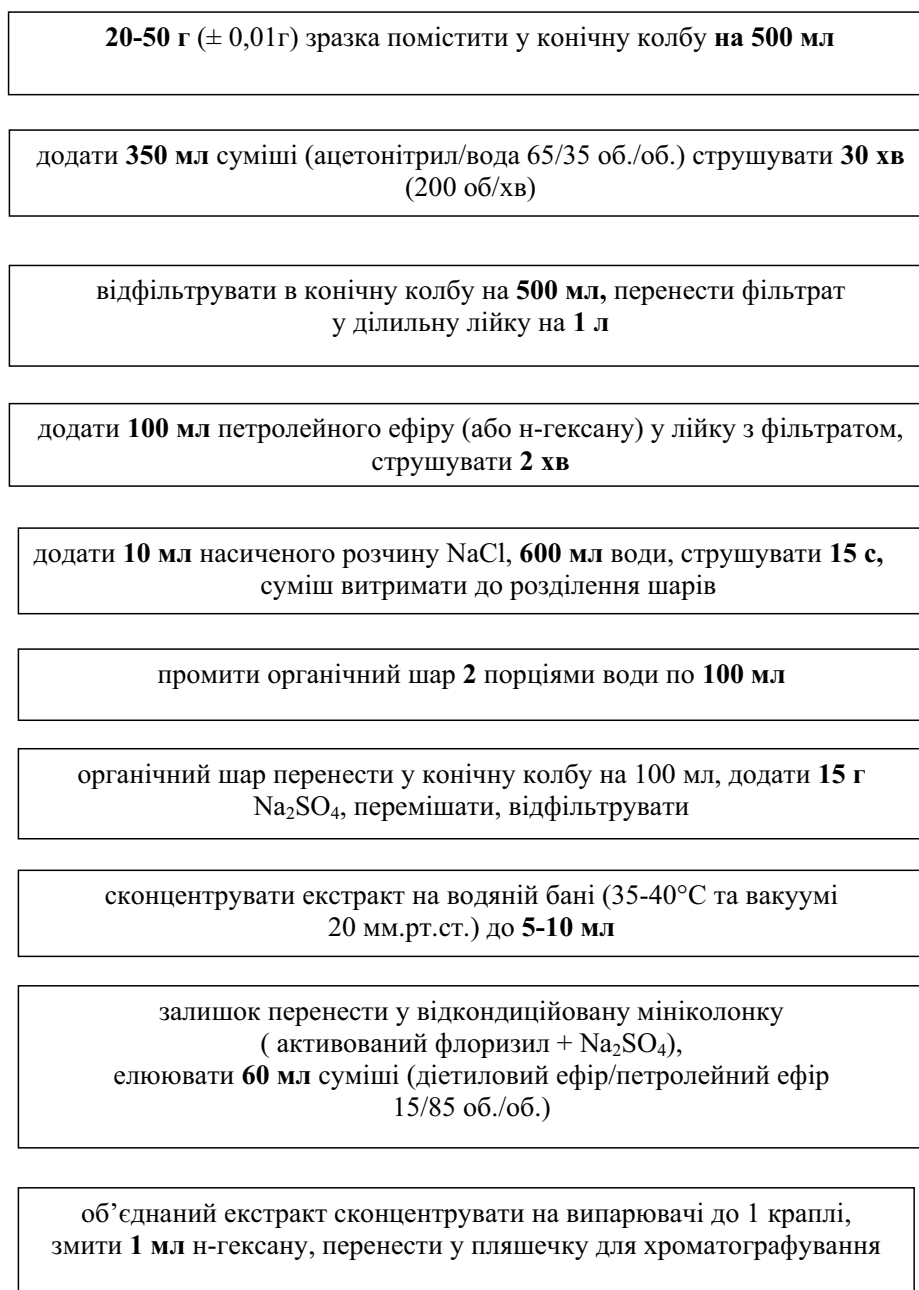 20-50 г (± 0,01г) зразка помістити у конічну колбу на 500 мл
додати 350 мл суміші (ацетонітрил/вода 65/35 об./об.) струшувати 30 хв
(200 об/хв)
відфільтрувати в конічну колбу на 500 мл, перенести фільтрат
у ділильну лійку на 1 л
додати 100 мл петролейного ефіру (або н-гексану) у лійку з фільтратом,
струшувати 2 хв
додати 10 мл насиченого розчину NaCl, 600 мл води, струшувати 15 с,
суміш витримати до розділення шарів
промити органічний шар 2 порціями води по 100 мл
органічний шар перенести у конічну колбу на 100 мл, додати 15 г
Na₂SO₄, перемішати, відфільтрувати
сконцентрувати екстракт на водяній бані (35-40°C та вакуумі
20 мм.рт.ст.) до 5-10 мл
залишок перенести у відкондиційовану мініколонку
( активований флоризил + Na₂SO₄),
елюювати 60 мл суміші (діетиловий ефір/петролейний ефір
15/85 об./об.)
об’єднаний екстракт сконцентрувати на випарювачі до 1 краплі,
змити 1 мл н-гексану, перенести у пляшечку для хроматографування